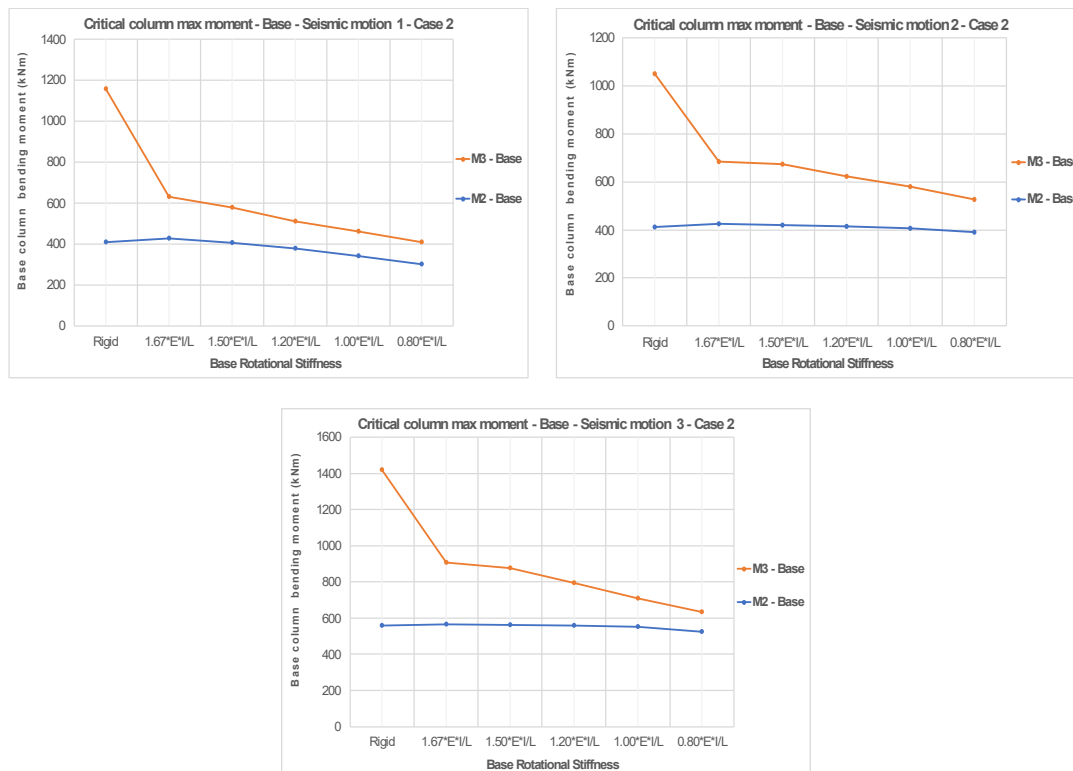 Critical column max moment - Base - Seismic motion 1 - Case 2
Base column bending moment (kNm)
1400
1200
1000
800
600
400
200
0
Rigid 1.67*E*I/L 1.50*E*I/L 1.20*E*I/L 1.00*E*I/L 0.80*E*I/L
Base Rotational Stiffness
M3 - Base
M2 - Base
Critical column max moment - Base - Seismic motion 2 - Case 2
Base column bending moment (kNm)
1200
1000
800
600
400
200
0
Rigid 1.67*E*I/L 1.50*E*I/L 1.20*E*I/L 1.00*E*I/L 0.80*E*I/L
Base Rotational Stiffness
M3 - Base
M2 - Base
Critical column max moment - Base - Seismic motion 3 - Case 2
Base column bending moment (kNm)
1600
1400
1200
1000
800
600
400
200
0
Rigid 1.67*E*I/L 1.50*E*I/L 1.20*E*I/L 1.00*E*I/L 0.80*E*I/L
Base Rotational Stiffness
M3 - Base
M2 - Base